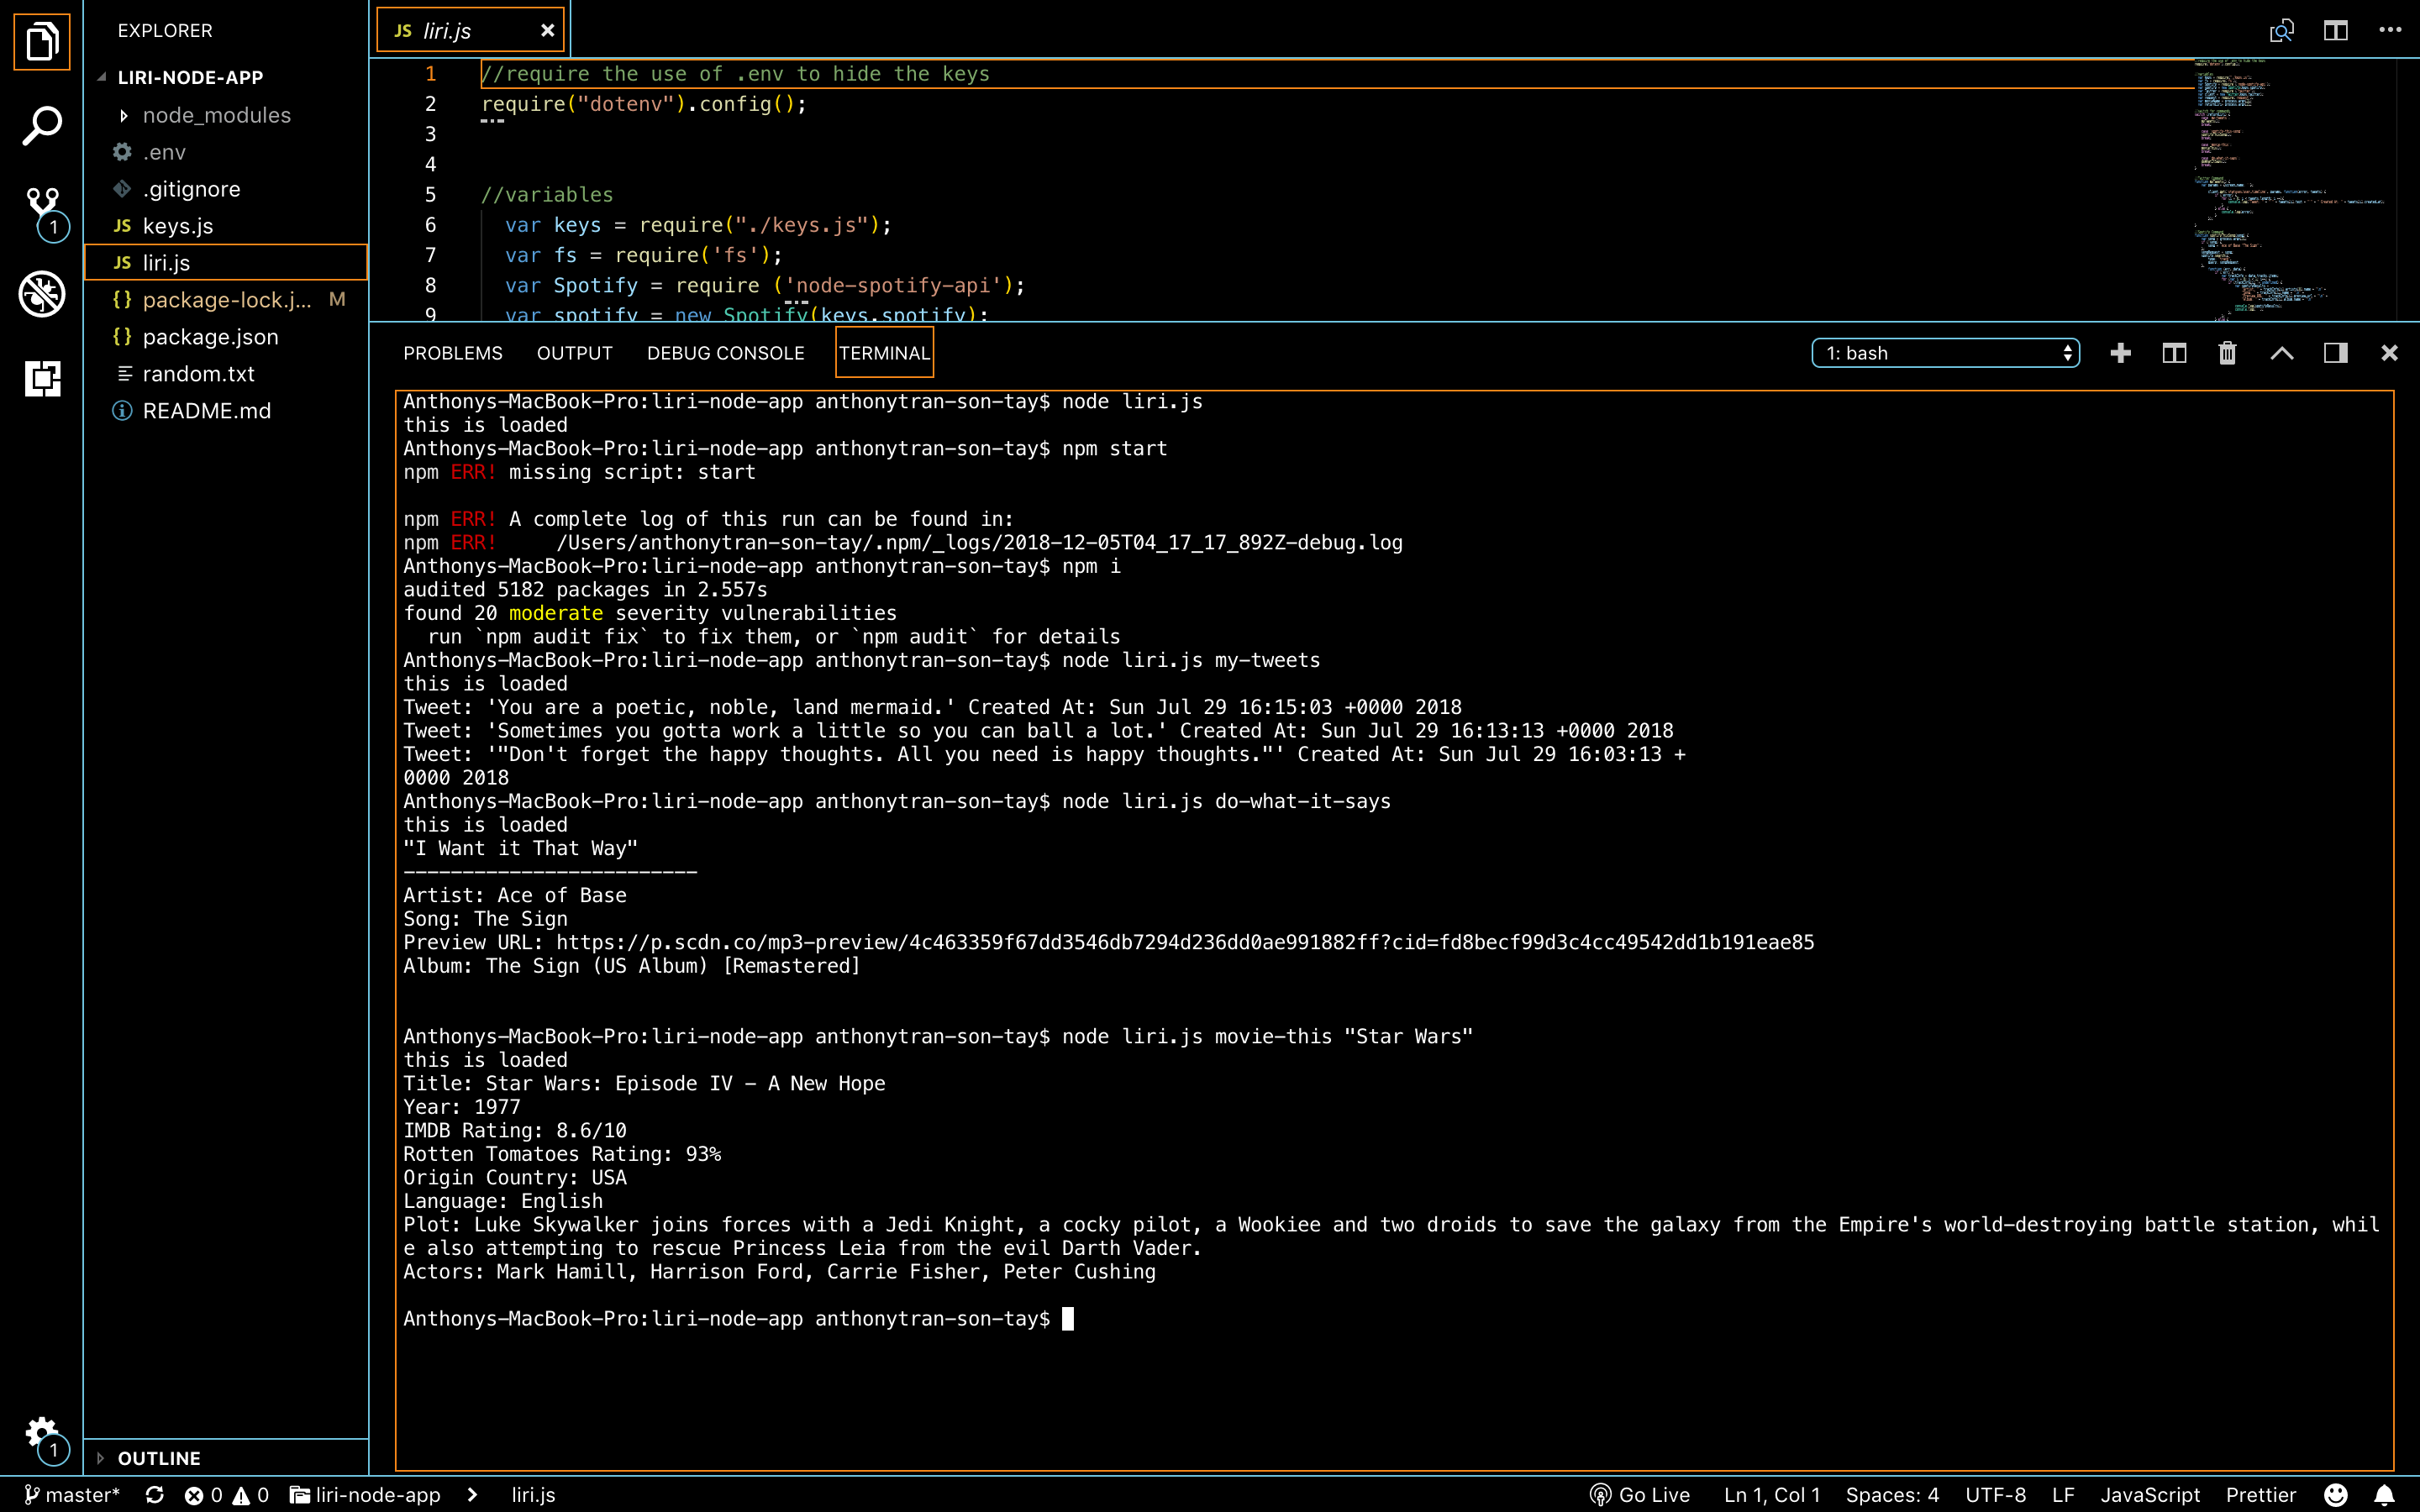 EXPLORER
LIRI-NODE-APP
node_modules
.env
.gitignore
JS keys.js
JS liri.js
{} package-lock.j... M
{} package.json
random.txt
README.md
OUTLINE
1
1
JS liri.js
1 //require the use of .env to hide the keys
2 require("dotenv").config();
3
4
5 //variables
6 var keys = require("./keys.js");
7 var fs = require('fs');
8 var Spotify = require ('node-spotify-api');
9 var spotify = new Spotify(keys.spotify);
PROBLEMS OUTPUT DEBUG CONSOLE TERMINAL 1: bash
Anthonys-MacBook-Pro:liri-node-app anthonytran-son-tay$ node liri.js
this is loaded
Anthonys-MacBook-Pro:liri-node-app anthonytran-son-tay$ npm start
npm ERR! missing script: start
npm ERR! A complete log of this run can be found in:
npm ERR!     /Users/anthonytran-son-tay/.npm/_logs/2018-12-05T04_17_17_892Z-debug.log
Anthonys-MacBook-Pro:liri-node-app anthonytran-son-tay$ npm i
audited 5182 packages in 2.557s
found 20 moderate severity vulnerabilities
  run `npm audit fix` to fix them, or `npm audit` for details
Anthonys-MacBook-Pro:liri-node-app anthonytran-son-tay$ node liri.js my-tweets
this is loaded
Tweet: 'You are a poetic, noble, land mermaid.' Created At: Sun Jul 29 16:15:03 +0000 2018
Tweet: 'Sometimes you gotta work a little so you can ball a lot.' Created At: Sun Jul 29 16:13:13 +0000 2018
Tweet: '"Don't forget the happy thoughts. All you need is happy thoughts."' Created At: Sun Jul 29 16:03:13 +
0000 2018
Anthonys-MacBook-Pro:liri-node-app anthonytran-son-tay$ node liri.js do-what-it-says
this is loaded
"I Want it That Way"
-------------------------
Artist: Ace of Base
Song: The Sign
Preview URL: https://p.scdn.co/mp3-preview/4c463359f67dd3546db7294d236dd0ae991882ff?cid=fd8becf99d3c4cc49542dd1b191eae85
Album: The Sign (US Album) [Remastered]
Anthonys-MacBook-Pro:liri-node-app anthonytran-son-tay$ node liri.js movie-this "Star Wars"
this is loaded
Title: Star Wars: Episode IV - A New Hope
Year: 1977
IMDB Rating: 8.6/10
Rotten Tomatoes Rating: 93%
Origin Country: USA
Language: English
Plot: Luke Skywalker joins forces with a Jedi Knight, a cocky pilot, a Wookiee and two droids to save the galaxy from the Empire's world-destroying battle station, whil
e also attempting to rescue Princess Leia from the evil Darth Vader.
Actors: Mark Hamill, Harrison Ford, Carrie Fisher, Peter Cushing
Anthonys-MacBook-Pro:liri-node-app anthonytran-son-tay$
master* 0 0 liri-node-app > liri.js Go Live Ln 1, Col 1 Spaces: 4 UTF-8 LF JavaScript Prettier